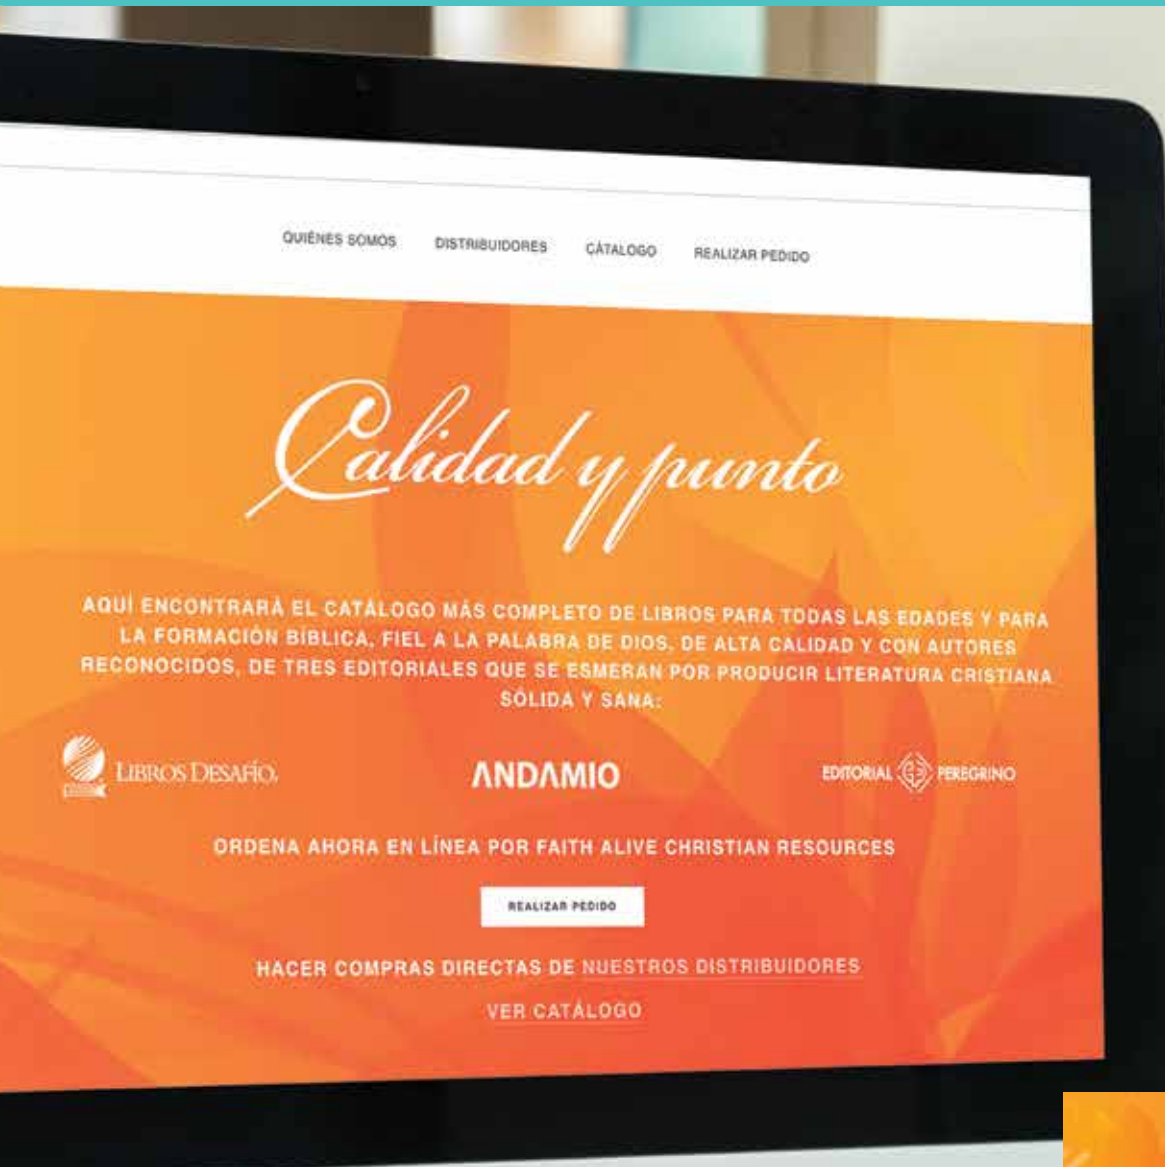 QUIÉNES SOMOS DISTRIBUIDORES CÁTALOGO REALIZAR PEDIDO
Calidad y punto
AQUÍ ENCONTRARÁ EL CATÁLOGO MÁS COMPLETO DE LIBROS PARA TODAS LAS EDADES Y PARA
LA FORMACIÓN BÍBLICA, FIEL A LA PALABRA DE DIOS, DE ALTA CALIDAD Y CON AUTORES
RECONOCIDOS, DE TRES EDITORIALES QUE SE ESMERAN POR PRODUCIR LITERATURA CRISTIANA
SÓLIDA Y SANA:
LIBROS DESAFÍO. ANDAMIO EDITORIAL PEREGRINO
ORDENA AHORA EN LÍNEA POR FAITH ALIVE CHRISTIAN RESOURCES
REALIZAR PEDIDO
HACER COMPRAS DIRECTAS DE NUESTROS DISTRIBUIDORES
VER CATÁLOGO